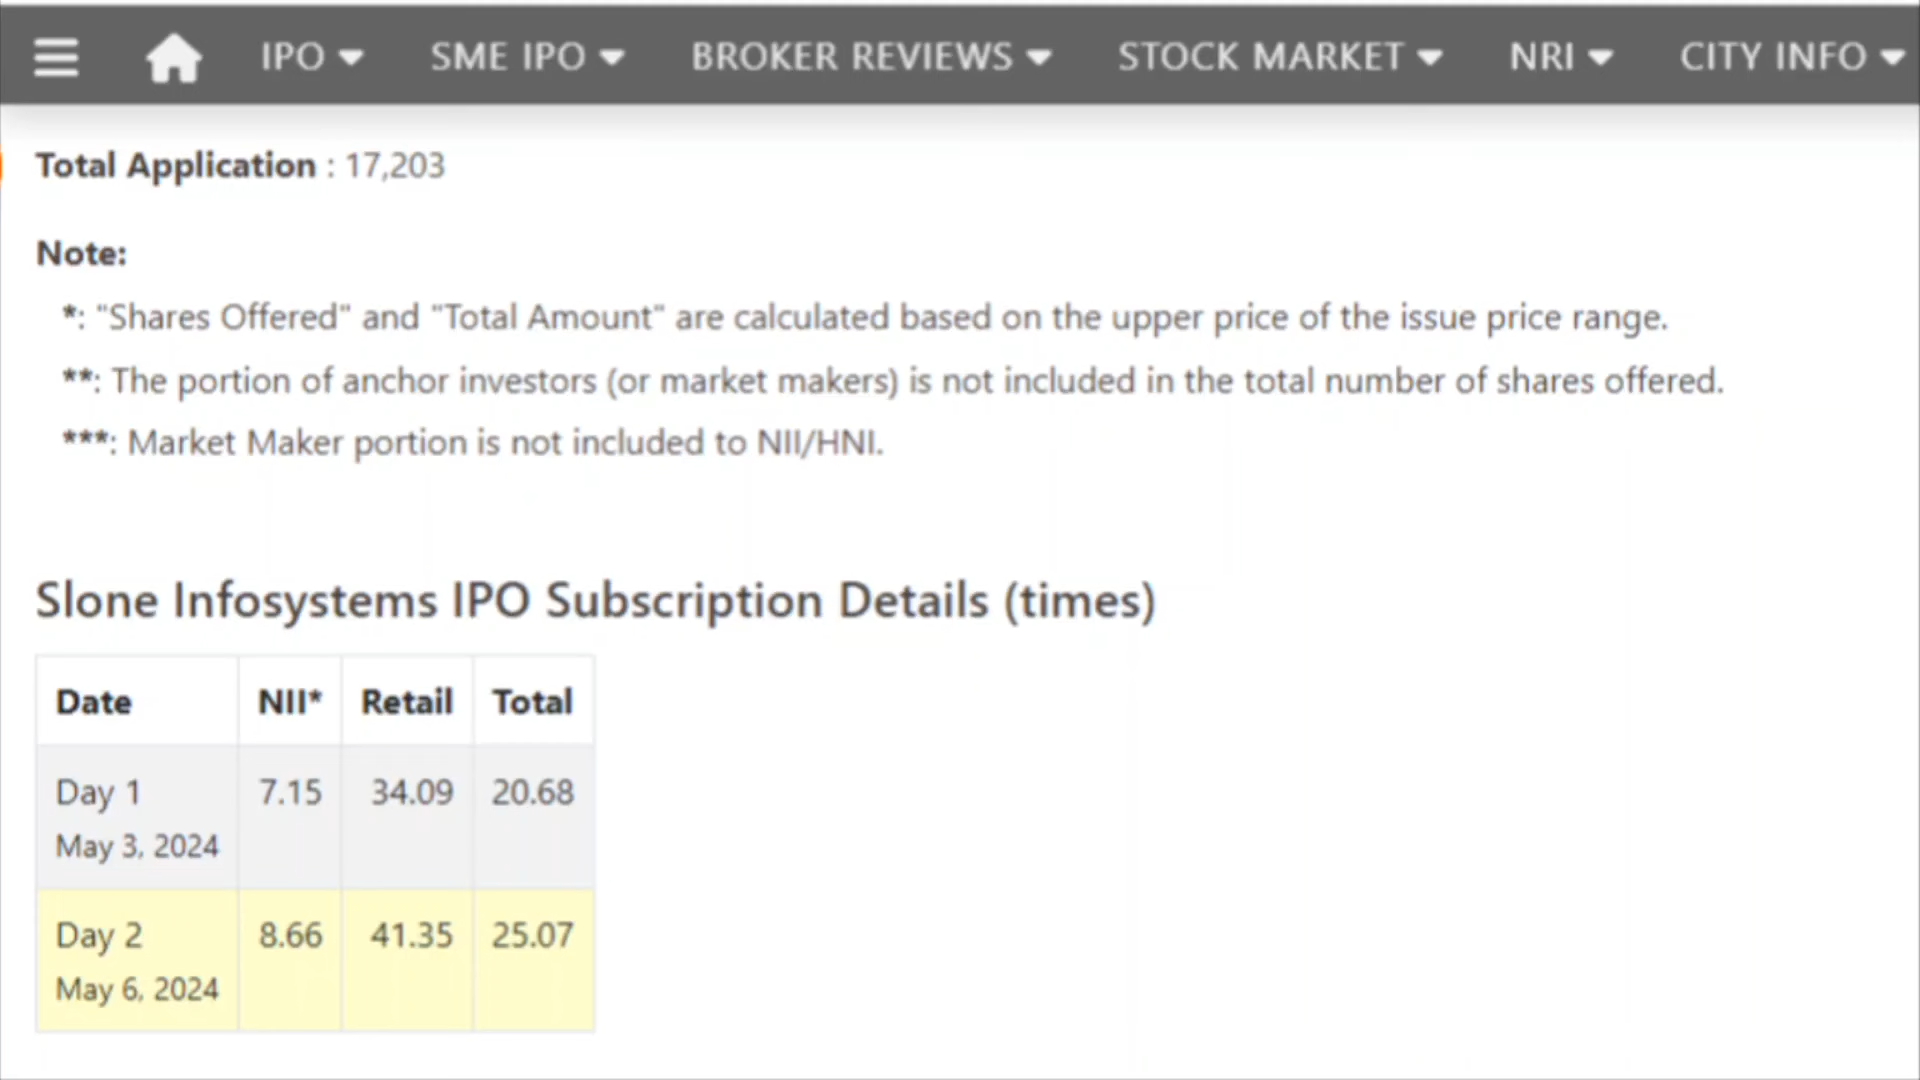 IPO SME IPO BROKER REVIEWS STOCK MARKET NRI CITY INFO
Total Application : 17,203
Note:
*: "Shares Offered" and "Total Amount" are calculated based on the upper price of the issue price range.
**: The portion of anchor investors (or market makers) is not included in the total number of shares offered.
***: Market Maker portion is not included to NII/HNI.
Slone Infosystems IPO Subscription Details (times)
Date NII* Retail Total
Day 1 7.15 34.09 20.68
May 3, 2024
Day 2 8.66 41.35 25.07
May 6, 2024